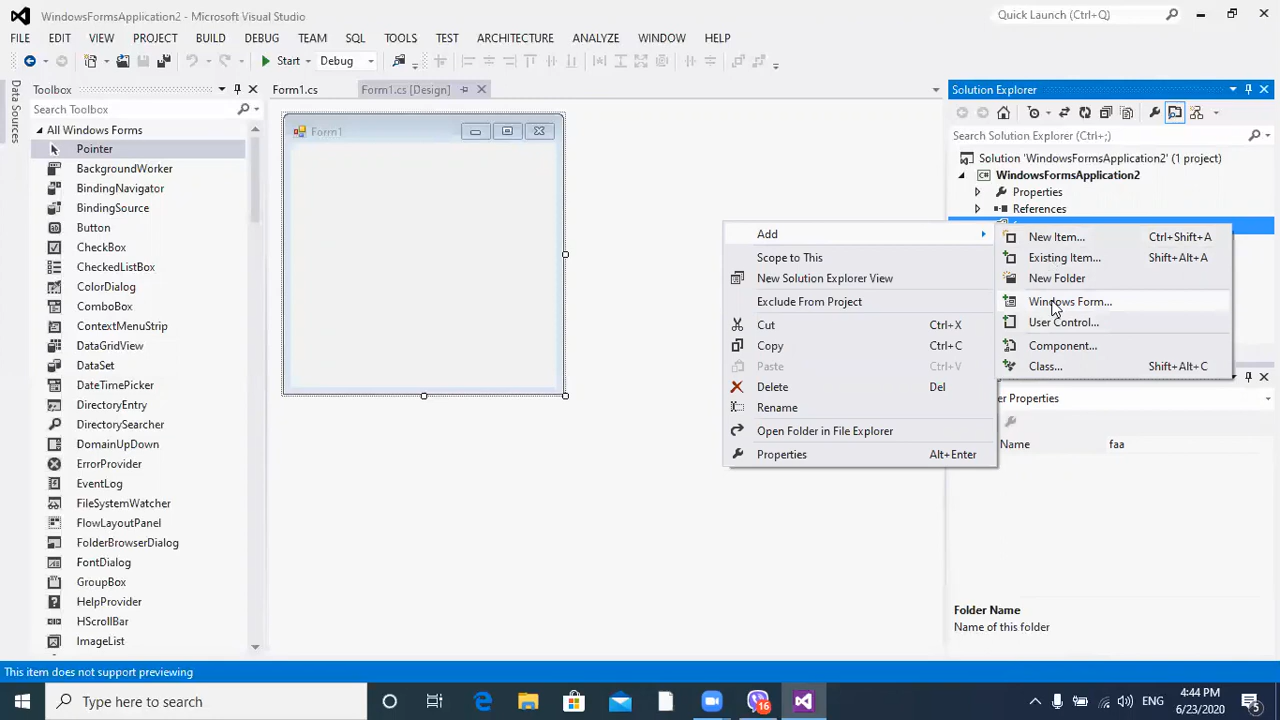 WindowsFormsApplication2 - Microsoft Visual Studio
Quick Launch (Ctrl+Q)
FILE EDIT VIEW PROJECT BUILD DEBUG TEAM SQL TOOLS TEST ARCHITECTURE ANALYZE WINDOW HELP
Start Debug
Data Sources
Toolbox
Search Toolbox
All Windows Forms
Pointer
BackgroundWorker
BindingNavigator
BindingSource
Button
CheckBox
CheckedListBox
ColorDialog
ComboBox
ContextMenuStrip
DataGridView
DataSet
DateTimePicker
DirectoryEntry
DirectorySearcher
DomainUpDown
ErrorProvider
EventLog
FileSystemWatcher
FlowLayoutPanel
FolderBrowserDialog
FontDialog
GroupBox
HelpProvider
HScrollBar
ImageList
Form1.cs
Form1.cs [Design]
Form1
Add
Scope to This
New Solution Explorer View
Exclude From Project
Cut Ctrl+X
Copy Ctrl+C
Paste Ctrl+V
Delete Del
Rename
Open Folder in File Explorer
Properties Alt+Enter
New Item... Ctrl+Shift+A
Existing Item... Shift+Alt+A
New Folder
Windows Form...
User Control...
Component...
Class... Shift+Alt+C
Solution Explorer
Search Solution Explorer (Ctrl+;)
Solution 'WindowsFormsApplication2' (1 project)
C#
WindowsFormsApplication2
Properties
References
Properties
Name faa
Folder Name
Name of this folder
This item does not support previewing
Type here to search
16
ENG
4:44 PM
6/23/2020
5